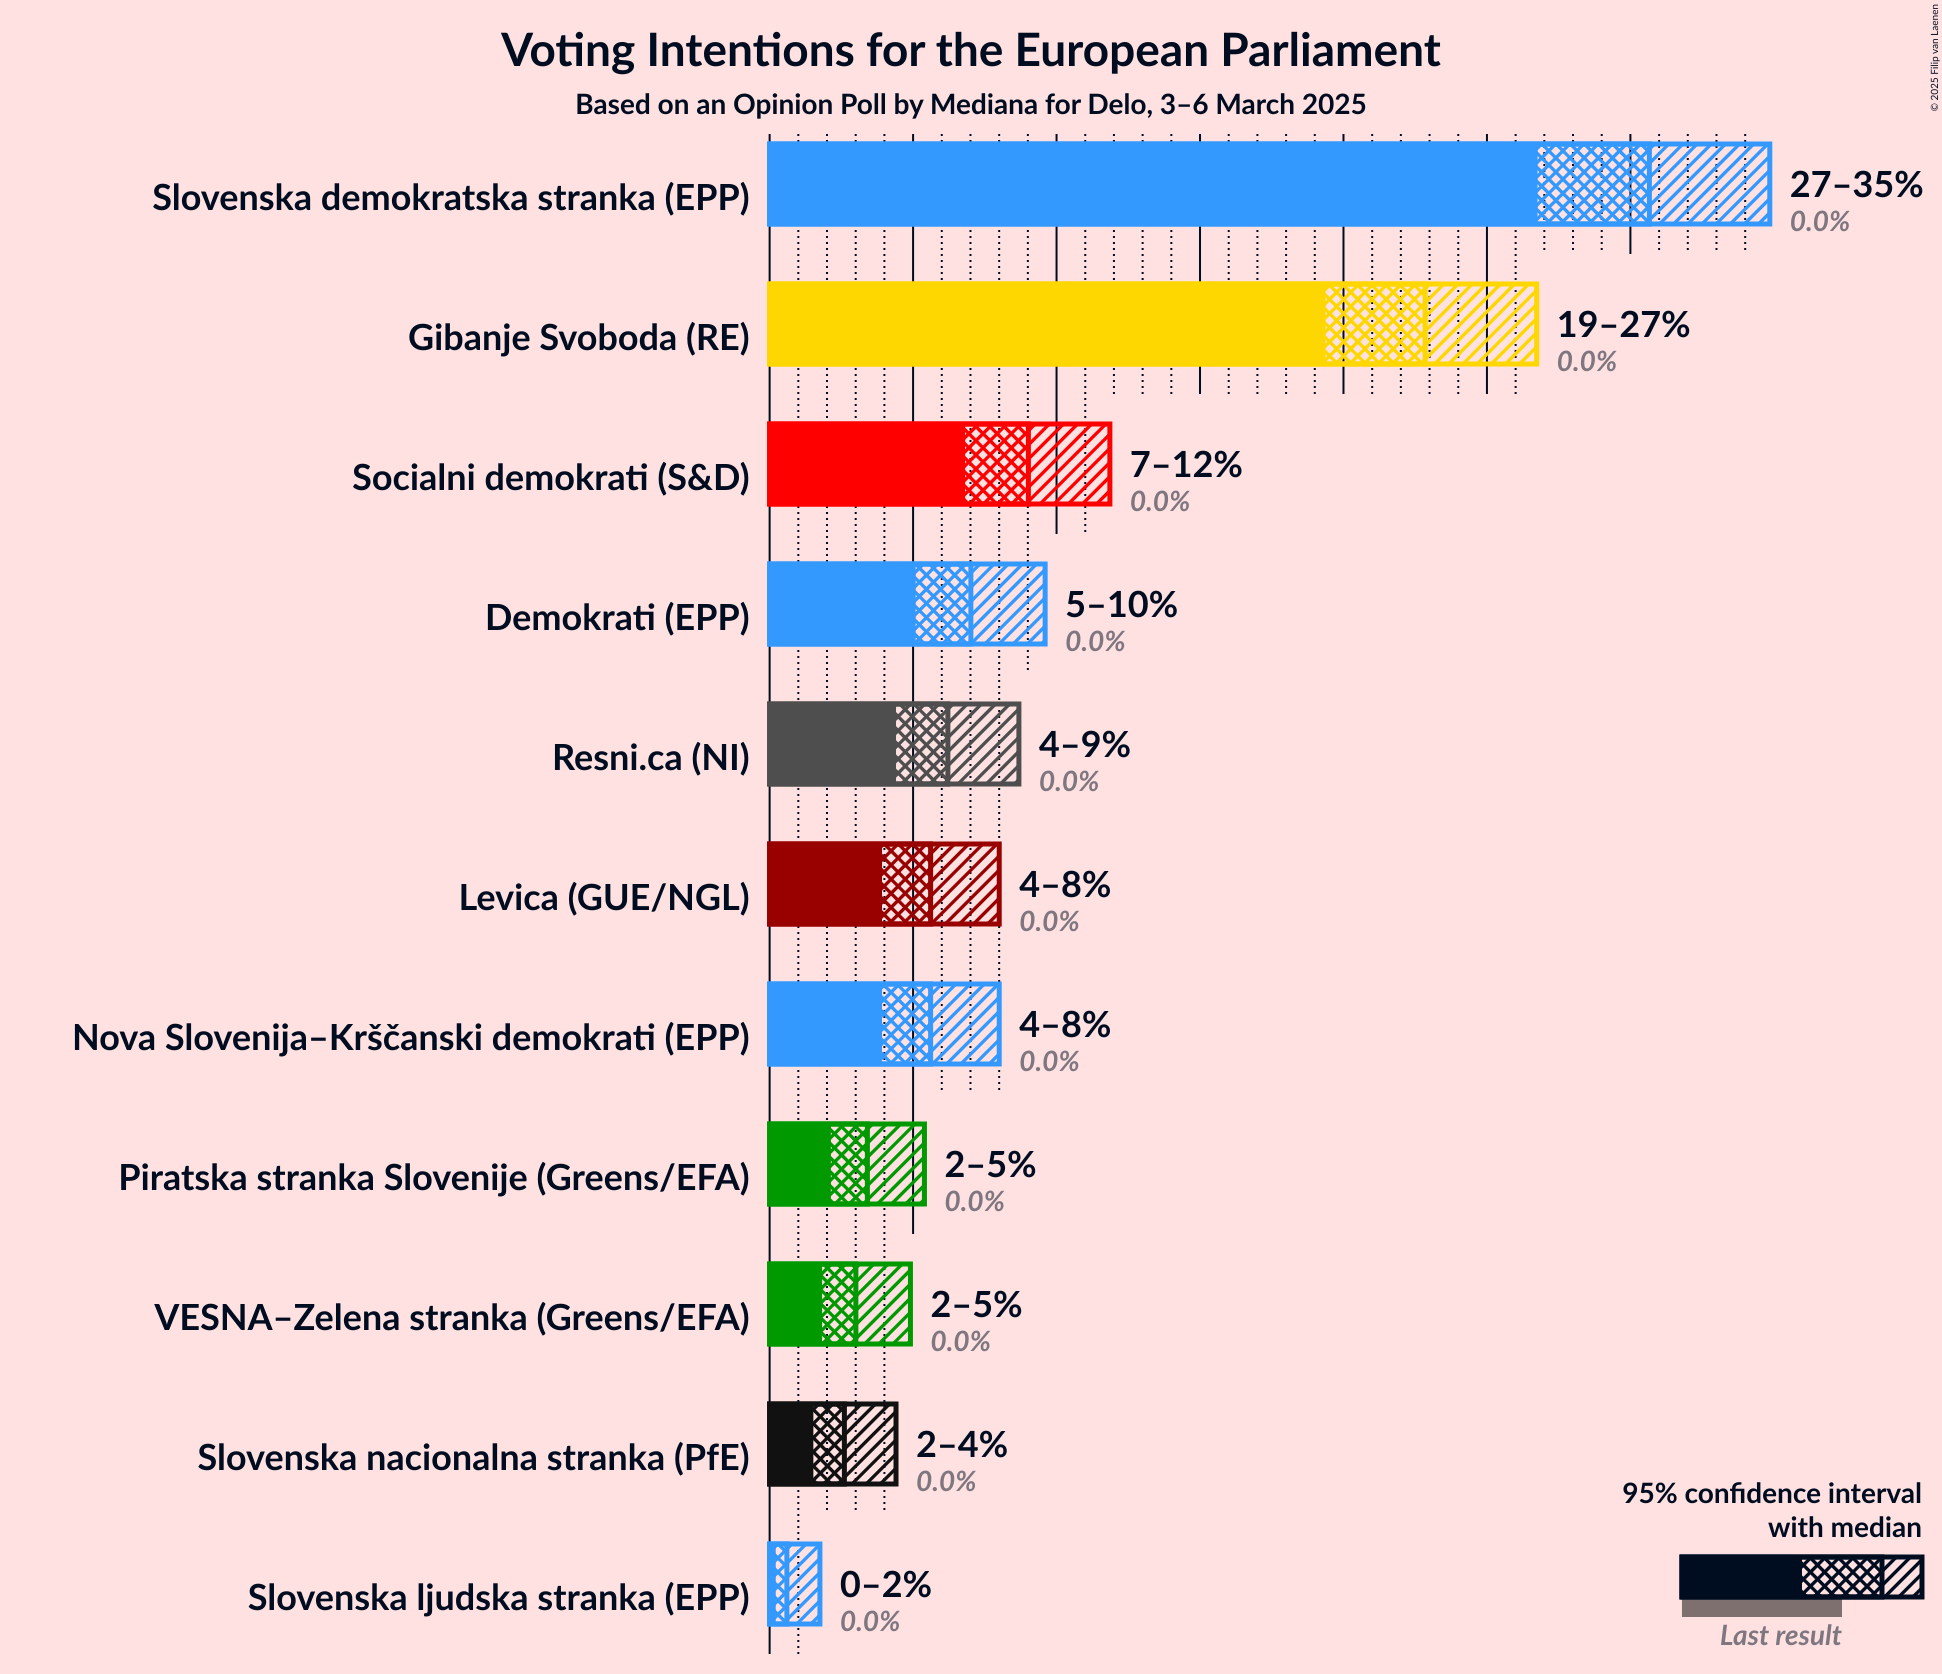 Voting Intentions for the European Parliament
Based on an Opinion Poll by Mediana for Delo, 3–6 March 2025
© 2025 Filip van Laenen
Slovenska demokratska stranka (EPP)
27–35%
0.0%
Gibanje Svoboda (RE)
19–27%
0.0%
Socialni demokrati (S&D)
7–12%
0.0%
Demokrati (EPP)
5–10%
0.0%
Resni.ca (NI)
4–9%
0.0%
Levica (GUE/NGL)
4–8%
0.0%
Nova Slovenija–Krščanski demokrati (EPP)
4–8%
0.0%
Piratska stranka Slovenije (Greens/EFA)
2–5%
0.0%
VESNA–Zelena stranka (Greens/EFA)
2–5%
0.0%
Slovenska nacionalna stranka (PfE)
2–4%
0.0%
Slovenska ljudska stranka (EPP)
0–2%
0.0%
95% confidence interval
with median
Last result